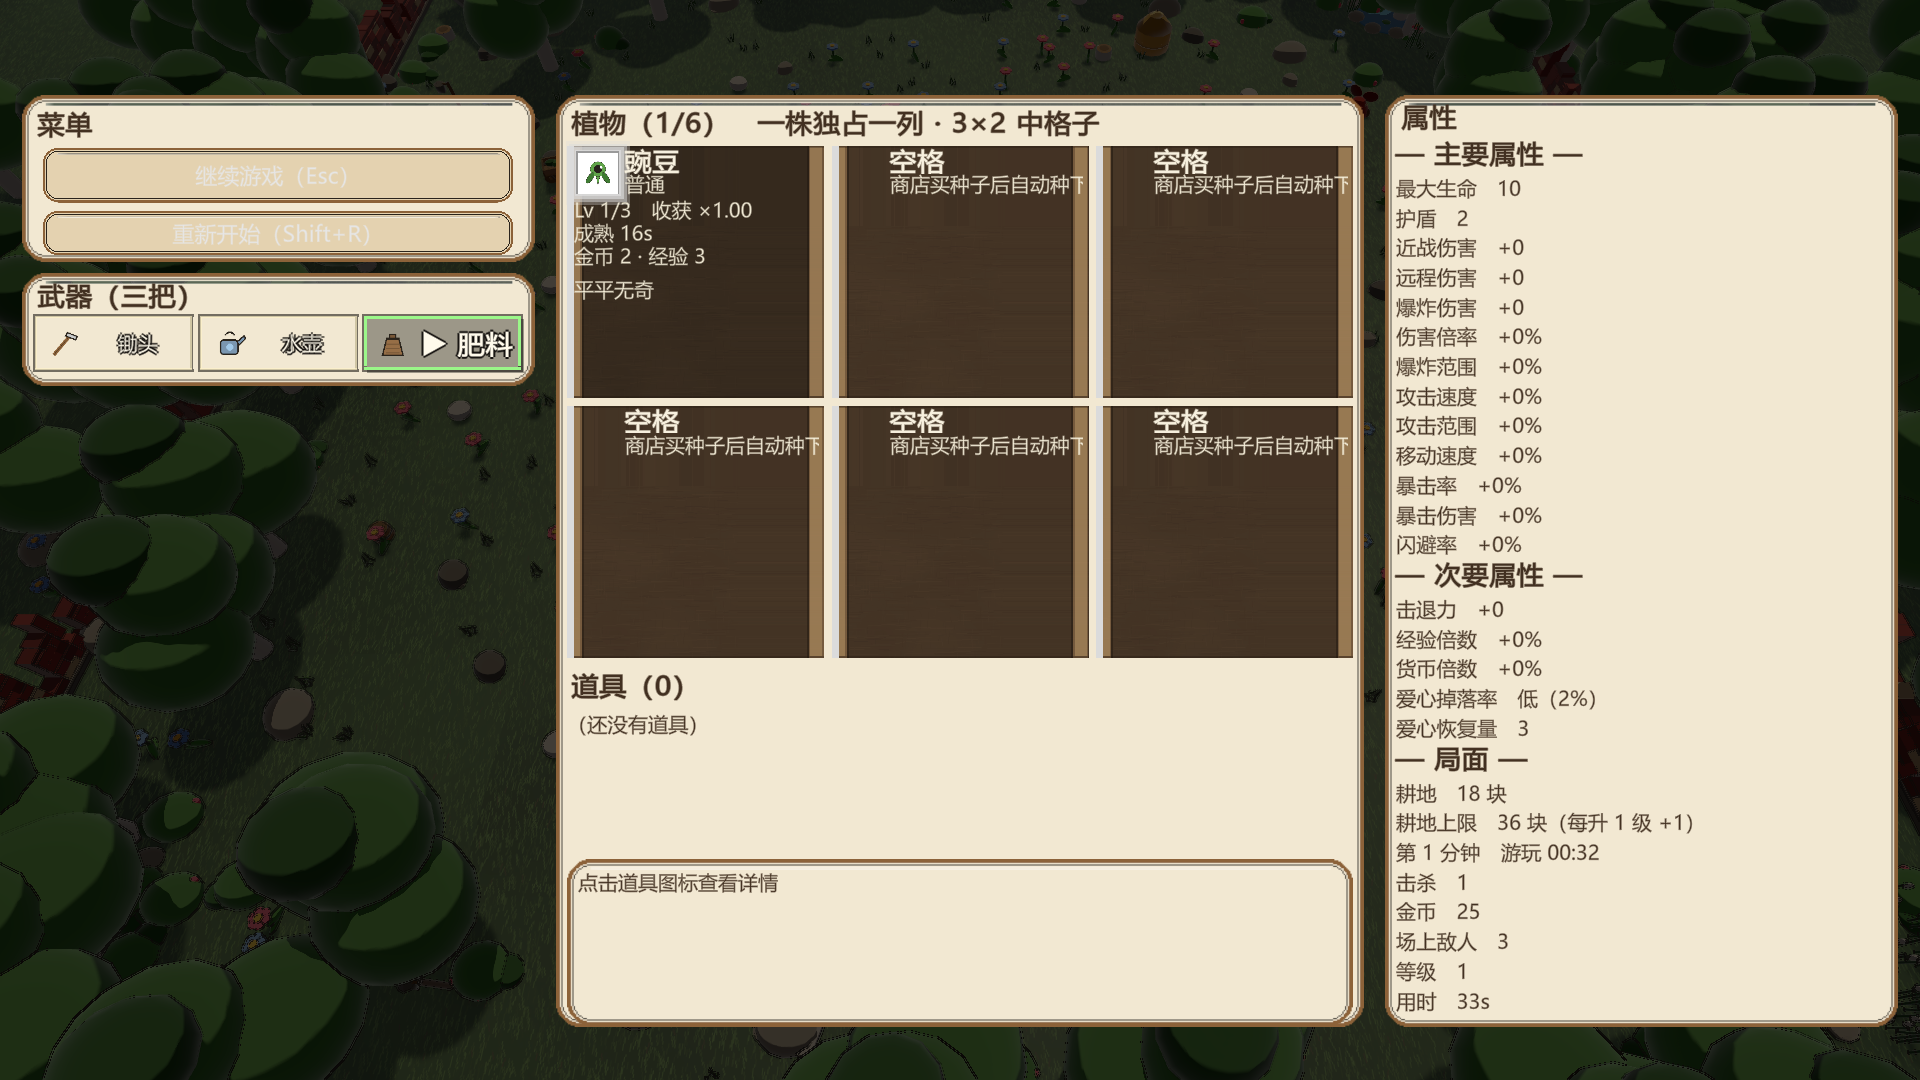 菜单
继续游戏（Esc）
重新开始（Shift+R）
武器（三把）
锄头
水壶
▶ 肥料
植物（1/6） 一株独占一列 · 3×2 中格子
豌豆
普通
Lv 1/3 收获 ×1.00
成熟 16s
金币 2 · 经验 3
平平无奇
空格
商店买种子后自动种下
空格
商店买种子后自动种下
空格
商店买种子后自动种下
空格
商店买种子后自动种下
空格
商店买种子后自动种下
道具（0）
（还没有道具）
点击道具图标查看详情
属性
— 主要属性 —
最大生命 10
护盾 2
近战伤害 +0
远程伤害 +0
爆炸伤害 +0
伤害倍率 +0%
爆炸范围 +0%
攻击速度 +0%
攻击范围 +0%
移动速度 +0%
暴击率 +0%
暴击伤害 +0%
闪避率 +0%
— 次要属性 —
击退力 +0
经验倍数 +0%
货币倍数 +0%
爱心掉落率 低（2%）
爱心恢复量 3
— 局面 —
耕地 18 块
耕地上限 36 块（每升 1 级 +1）
第 1 分钟 游玩 00:32
击杀 1
金币 25
场上敌人 3
等级 1
用时 33s